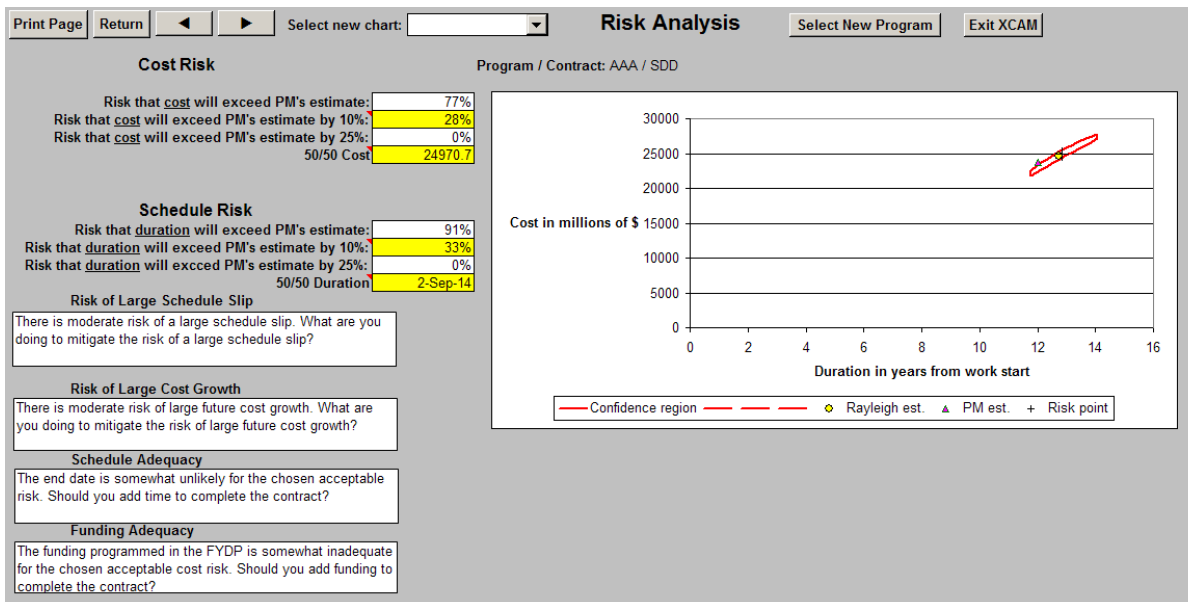 Print Page Return Select new chart: Risk Analysis Select New Program Exit XCAM
Cost Risk
Program / Contract: AAA / SDD
Risk that cost will exceed PM's estimate: 77%
Risk that cost will exceed PM's estimate by 10%: 28%
Risk that cost will exceed PM's estimate by 25%: 0%
50/50 Cost 24970.7
Schedule Risk
Risk that duration will exceed PM's estimate: 91%
Risk that duration will exceed PM's estimate by 10%: 33%
Risk that duration will excced PM's estimate by 25%: 0%
50/50 Duration 2-Sep-14
Risk of Large Schedule Slip
There is moderate risk of a large schedule slip. What are you
doing to mitigate the risk of a large schedule slip?
Risk of Large Cost Growth
There is moderate risk of large future cost growth. What are
you doing to mitigate the risk of large future cost growth?
Schedule Adequacy
The end date is somewhat unlikely for the chosen acceptable
risk. Should you add time to complete the contract?
Funding Adequacy
The funding programmed in the FYDP is somewhat inadequate
for the chosen acceptable cost risk. Should you add funding to
complete the contract?
30000
25000
20000
Cost in millions of $ 15000
10000
5000
0
0 2 4 6 8 10 12 14 16
Duration in years from work start
Confidence region Rayleigh est. PM est. Risk point